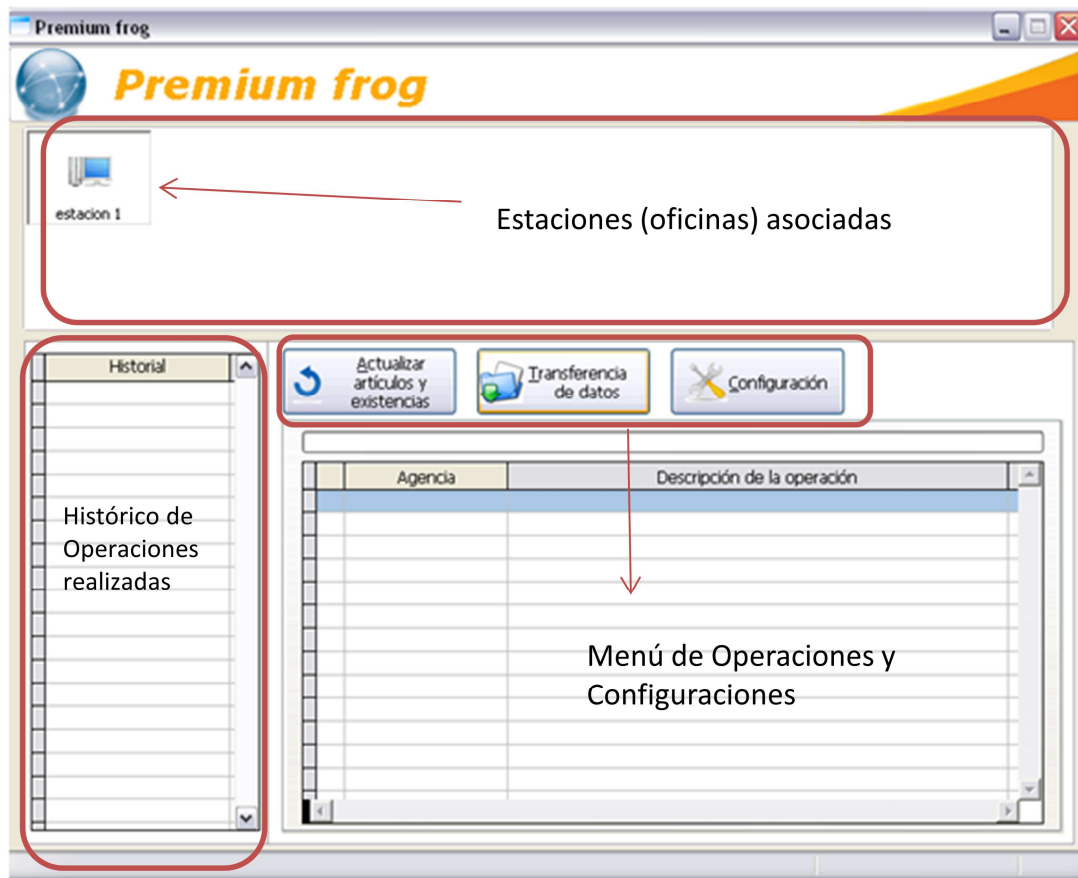 Premium frog
Premium frog
estacion 1
Estaciones (oficinas) asociadas
Historial
Actualizar
artículos y
existencias
Transferencia
de datos
Configuración
Agencia Descripción de la operación
Histórico de
Operaciones
realizadas
Menú de Operaciones y
Configuraciones